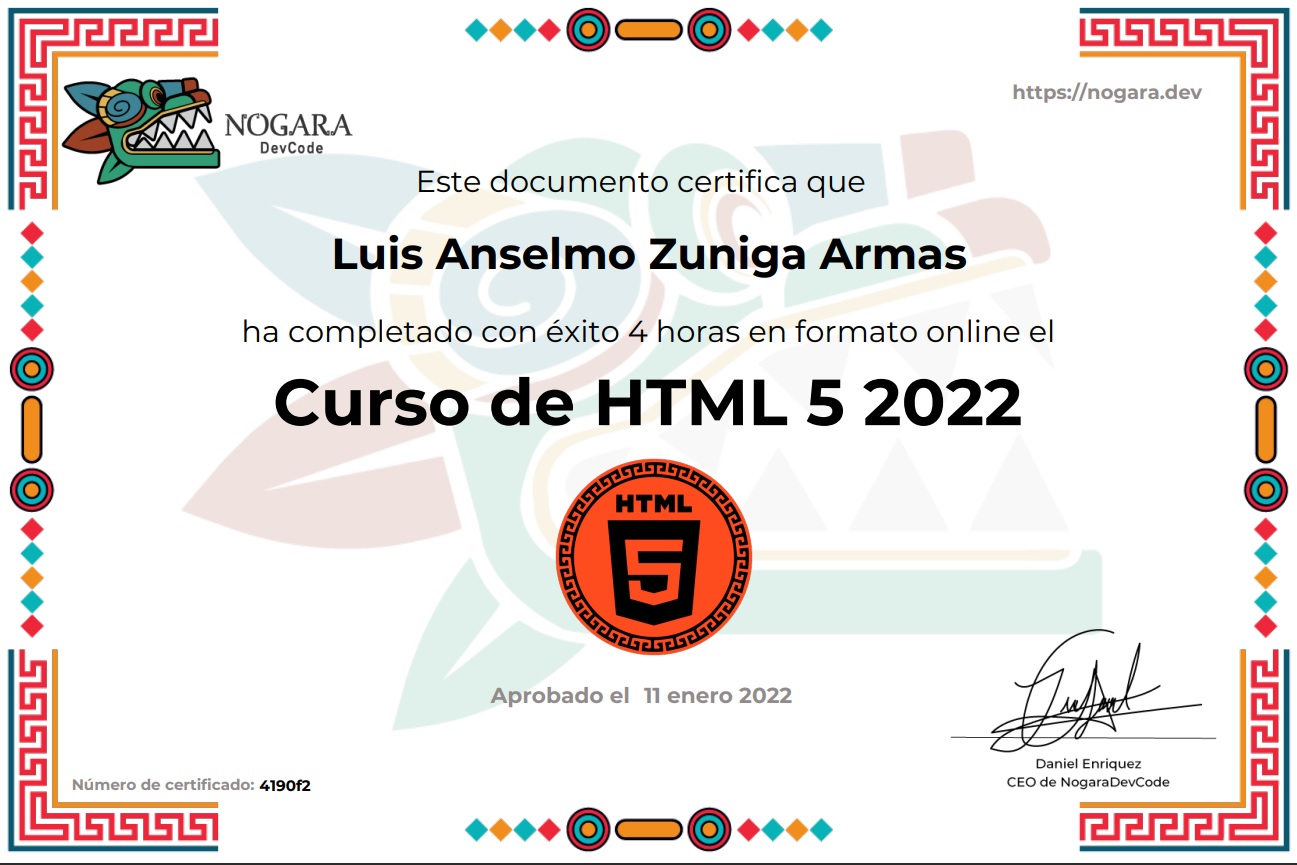 https://nogara.dev
NOGARA
DevCode
Este documento certifica que
Luis Anselmo Zuniga Armas
ha completado con éxito 4 horas en formato online el
Curso de HTML 5 2022
HTML
5
Aprobado el 11 enero 2022
Daniel Enriquez
CEO de NogaraDevCode
Número de certificado: 4190f2